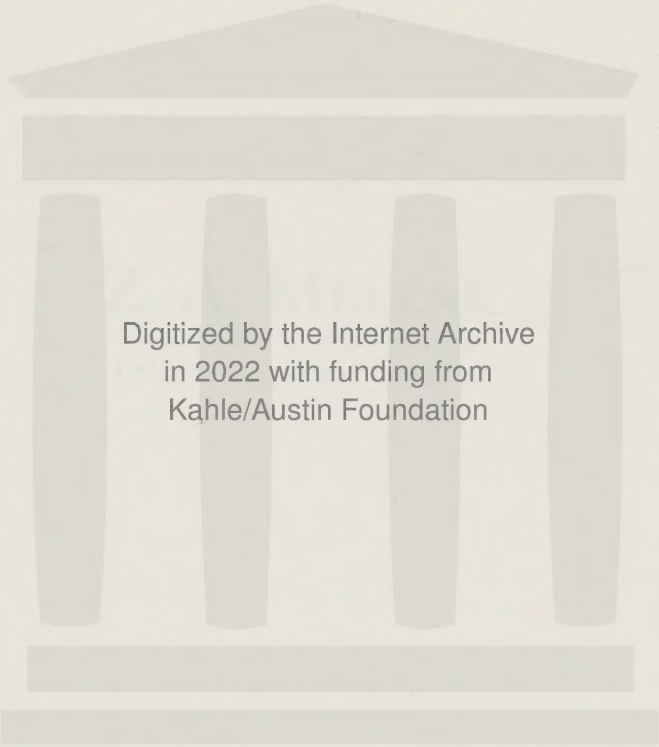 Digitized by the Internet Archive
in 2022 with funding from
Kahle/Austin Foundation